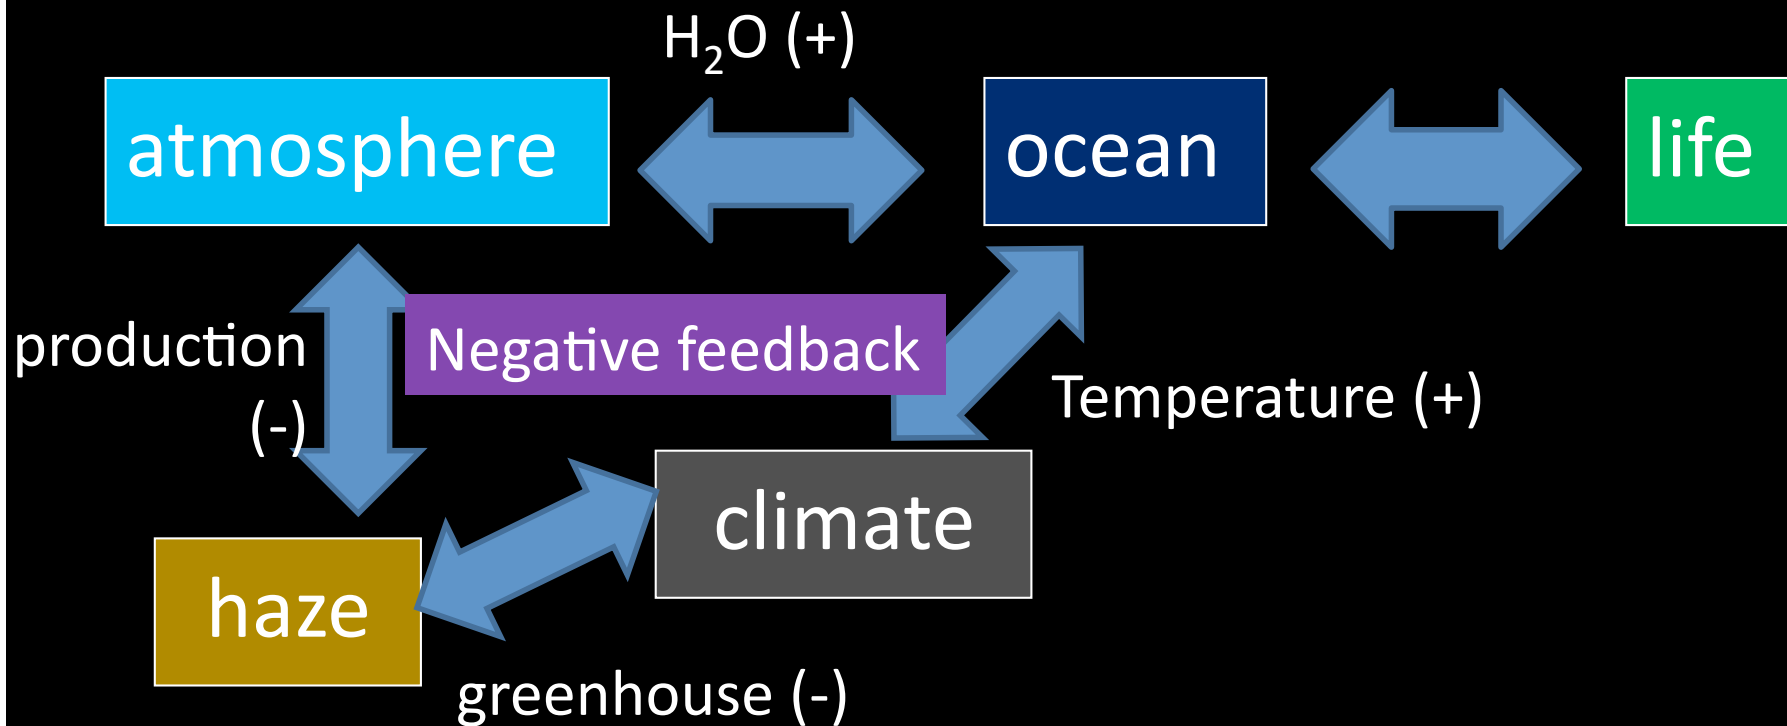 H₂O (+)
atmosphere
ocean
life
production
(-)
Negative feedback
Temperature (+)
climate
haze
greenhouse (-)